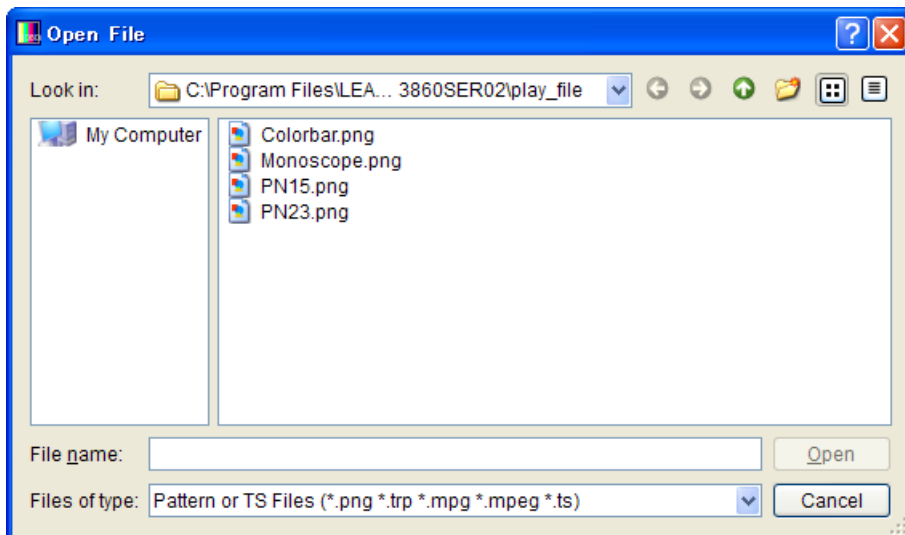 Open File
Look in:
C:\Program Files\LEA... 3860SER02\play_file
My Computer
Colorbar.png
Monoscope.png
PN15.png
PN23.png
File name:
Open
Files of type:
Pattern or TS Files (*.png *.trp *.mpg *.mpeg *.ts)
Cancel